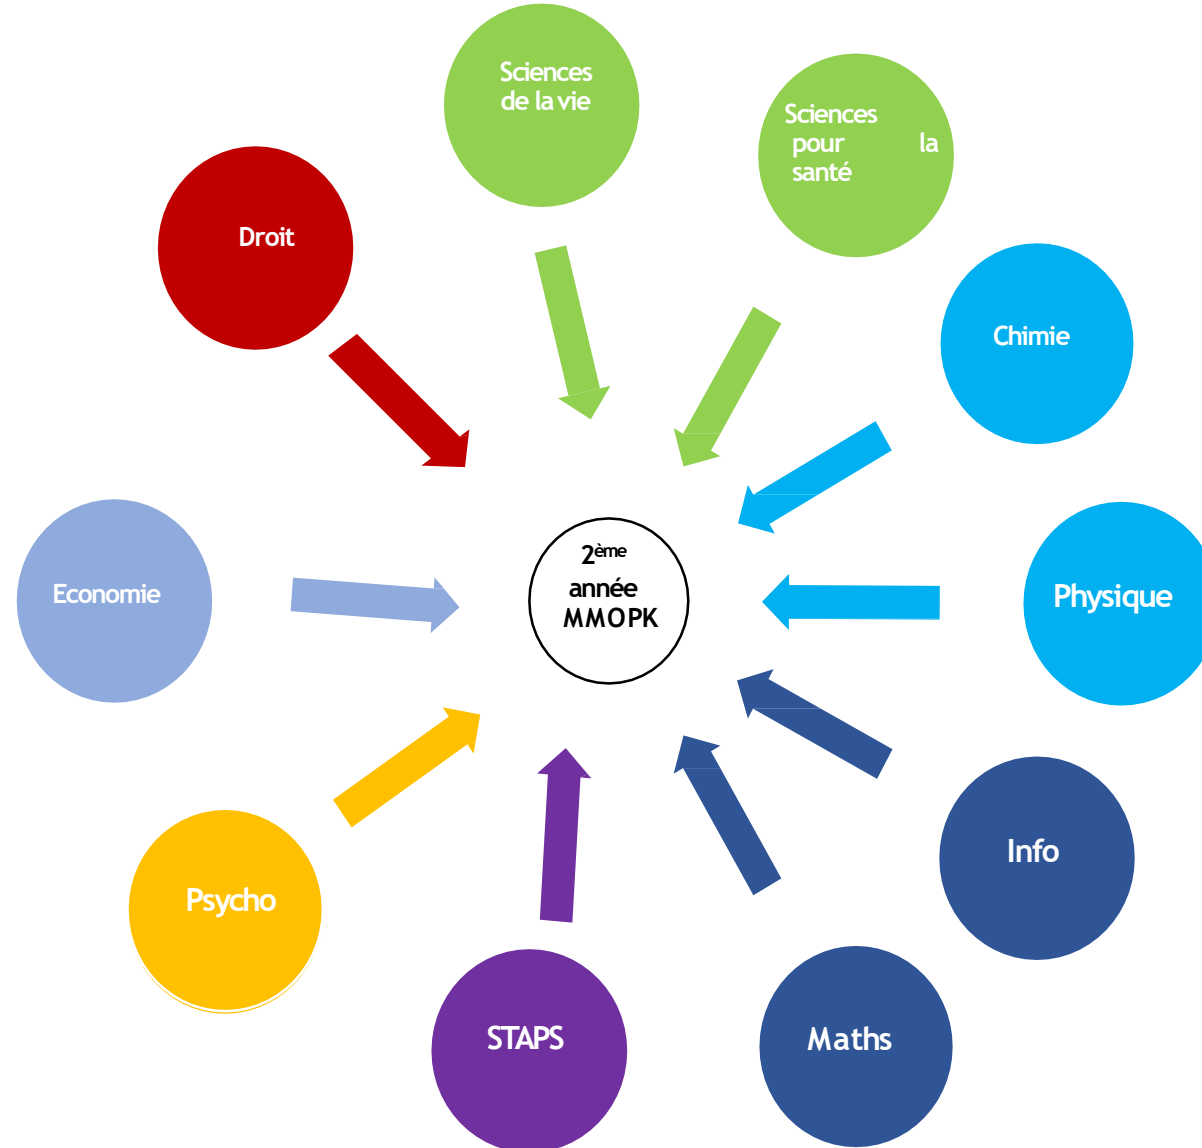 Sciences
de la vie
Sciences
pour la
santé
Droit
Chimie
2ème
année
MMOPK
Economie
Physique
Info
Psycho
STAPS
Maths